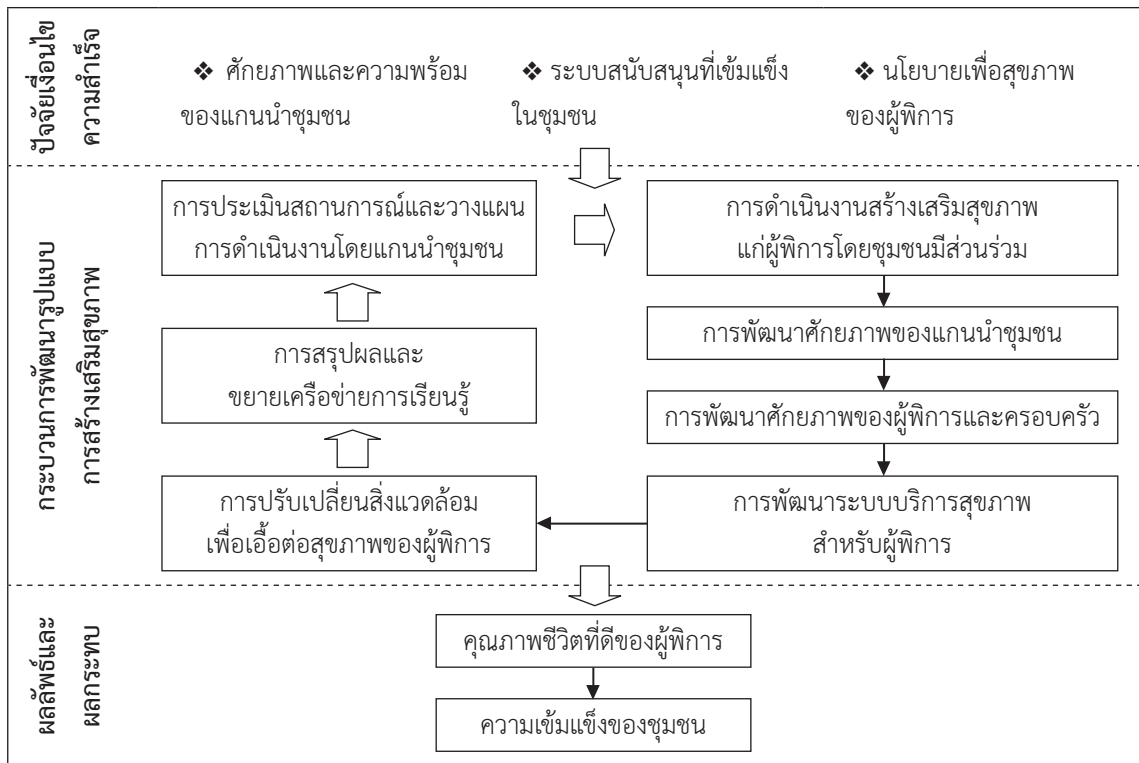 ปัจจัยเงื่อนไข
ความสำเร็จ
❖ ศักยภาพและความพร้อม
ของแกนนำชุมชน
❖ ระบบสนับสนุนที่เข้มแข็ง
ในชุมชน
❖ นโยบายเพื่อสุขภาพ
ของผู้พิการ
กระบวนการพัฒนารูปแบบ
การสร้างเสริมสุขภาพ
การประเมินสถานการณ์และวางแผน
การดำเนินงานโดยแกนนำชุมชน
การดำเนินงานสร้างเสริมสุขภาพ
แก่ผู้พิการโดยชุมชนมีส่วนร่วม
การพัฒนาศักยภาพของแกนนำชุมชน
การพัฒนาศักยภาพของผู้พิการและครอบครัว
การพัฒนาระบบบริการสุขภาพ
สำหรับผู้พิการ
การปรับเปลี่ยนสิ่งแวดล้อม
เพื่อเอื้อต่อสุขภาพของผู้พิการ
การสรุปผลและ
ขยายเครือข่ายการเรียนรู้
ผลลัพธ์และ
ผลกระทบ
คุณภาพชีวิตที่ดีของผู้พิการ
ความเข้มแข็งของชุมชน